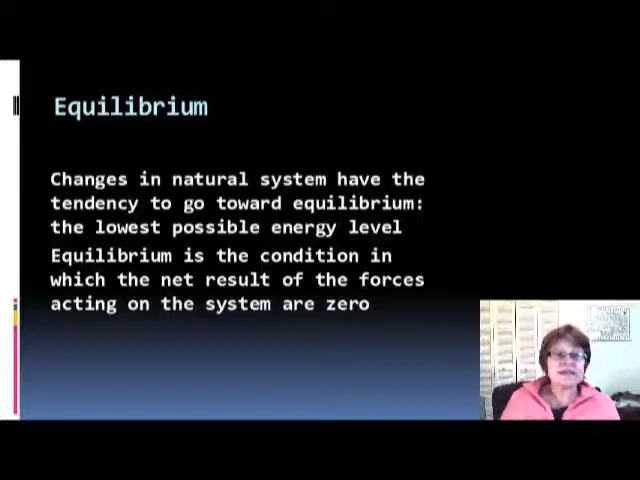 Equilibrium
Changes in natural system have the
tendency to go toward equilibrium:
the lowest possible energy level
Equilibrium is the condition in
which the net result of the forces
acting on the system are zero